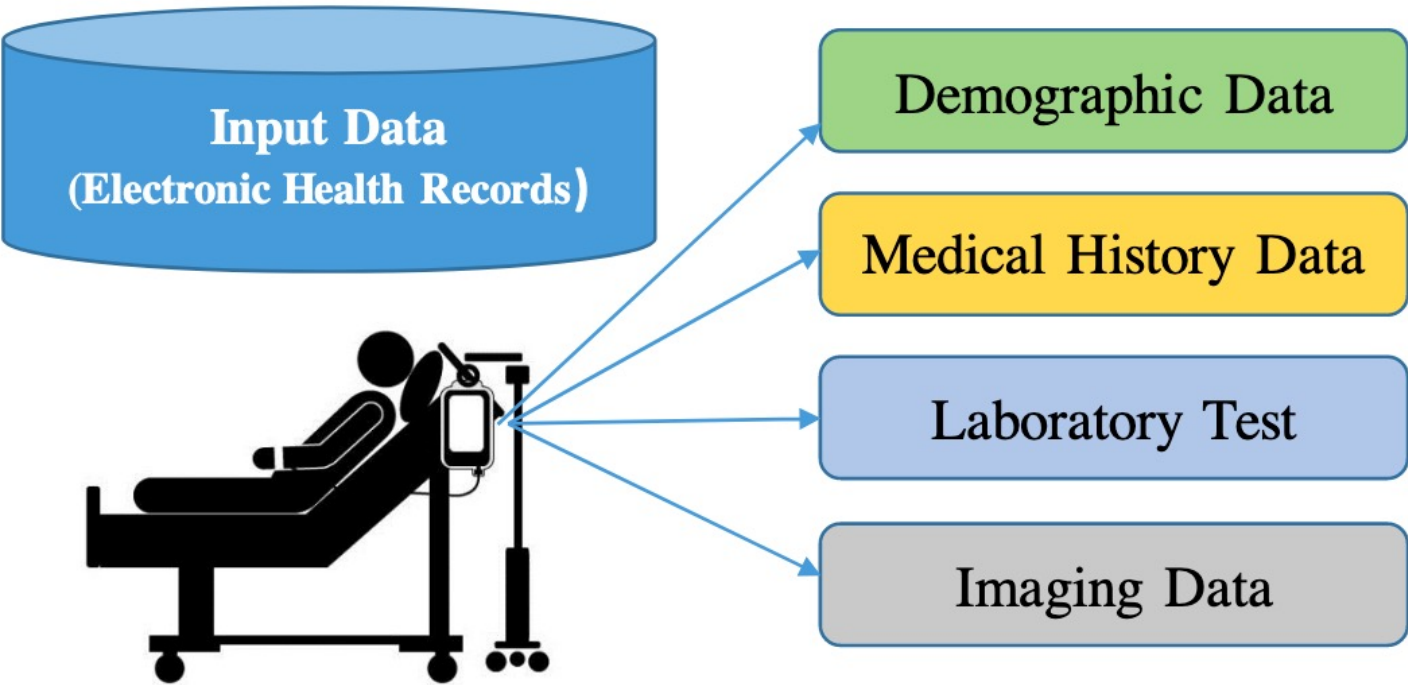 Input Data
(Electronic Health Records)
Demographic Data
Medical History Data
Laboratory Test
Imaging Data